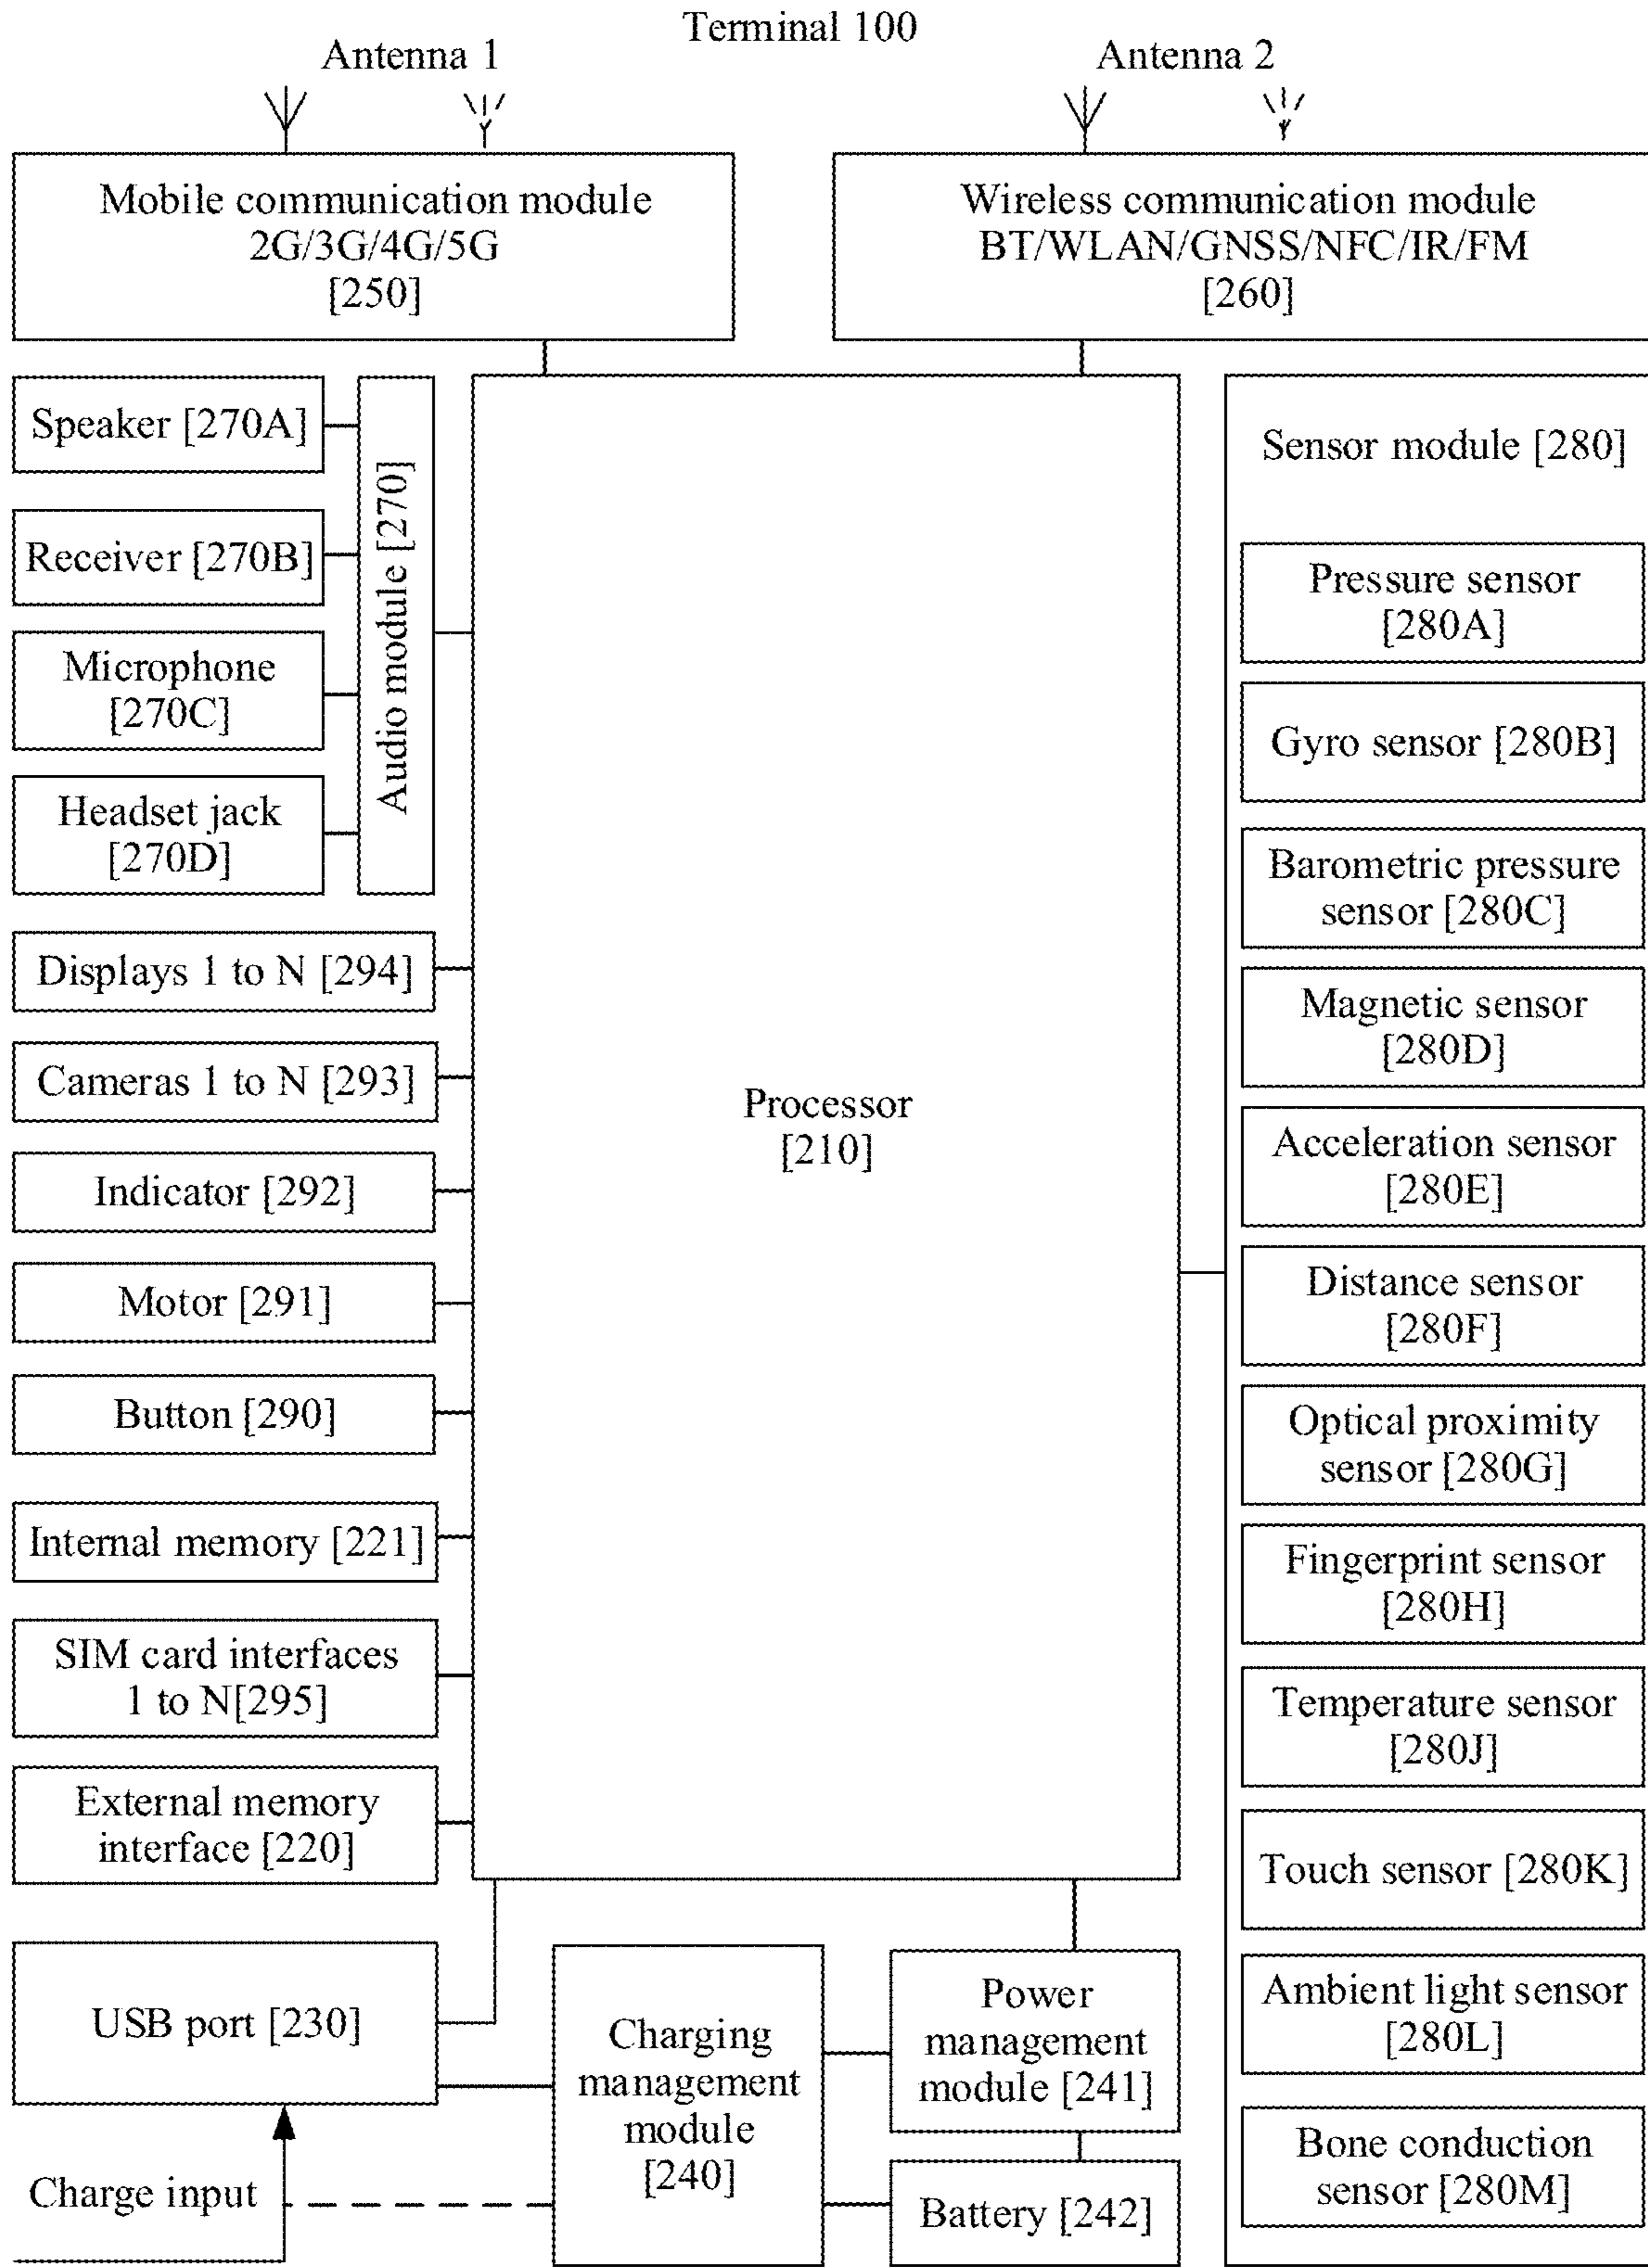 Terminal 100
Antenna 1
Antenna 2
Mobile communication module
2G/3G/4G/5G
[250]
Wireless communication module
BT/WLAN/GNSS/NFC/IR/FM
[260]
Speaker [270A]
Receiver [270B]
Microphone
[270C]
Headset jack
[270D]
Audio module [270]
Displays 1 to N [294]
Cameras 1 to N [293]
Indicator [292]
Motor [291]
Button [290]
Internal memory [221]
SIM card interfaces
1 to N[295]
External memory
interface [220]
Processor
[210]
Sensor module [280]
Pressure sensor
[280A]
Gyro sensor [280B]
Barometric pressure
sensor [280C]
Magnetic sensor
[280D]
Acceleration sensor
[280E]
Distance sensor
[280F]
Optical proximity
sensor [280G]
Fingerprint sensor
[280H]
Temperature sensor
[280J]
Touch sensor [280K]
Ambient light sensor
[280L]
Bone conduction
sensor [280M]
USB port [230]
Charge input
Charging
management
module
[240]
Power
management
module [241]
Battery [242]